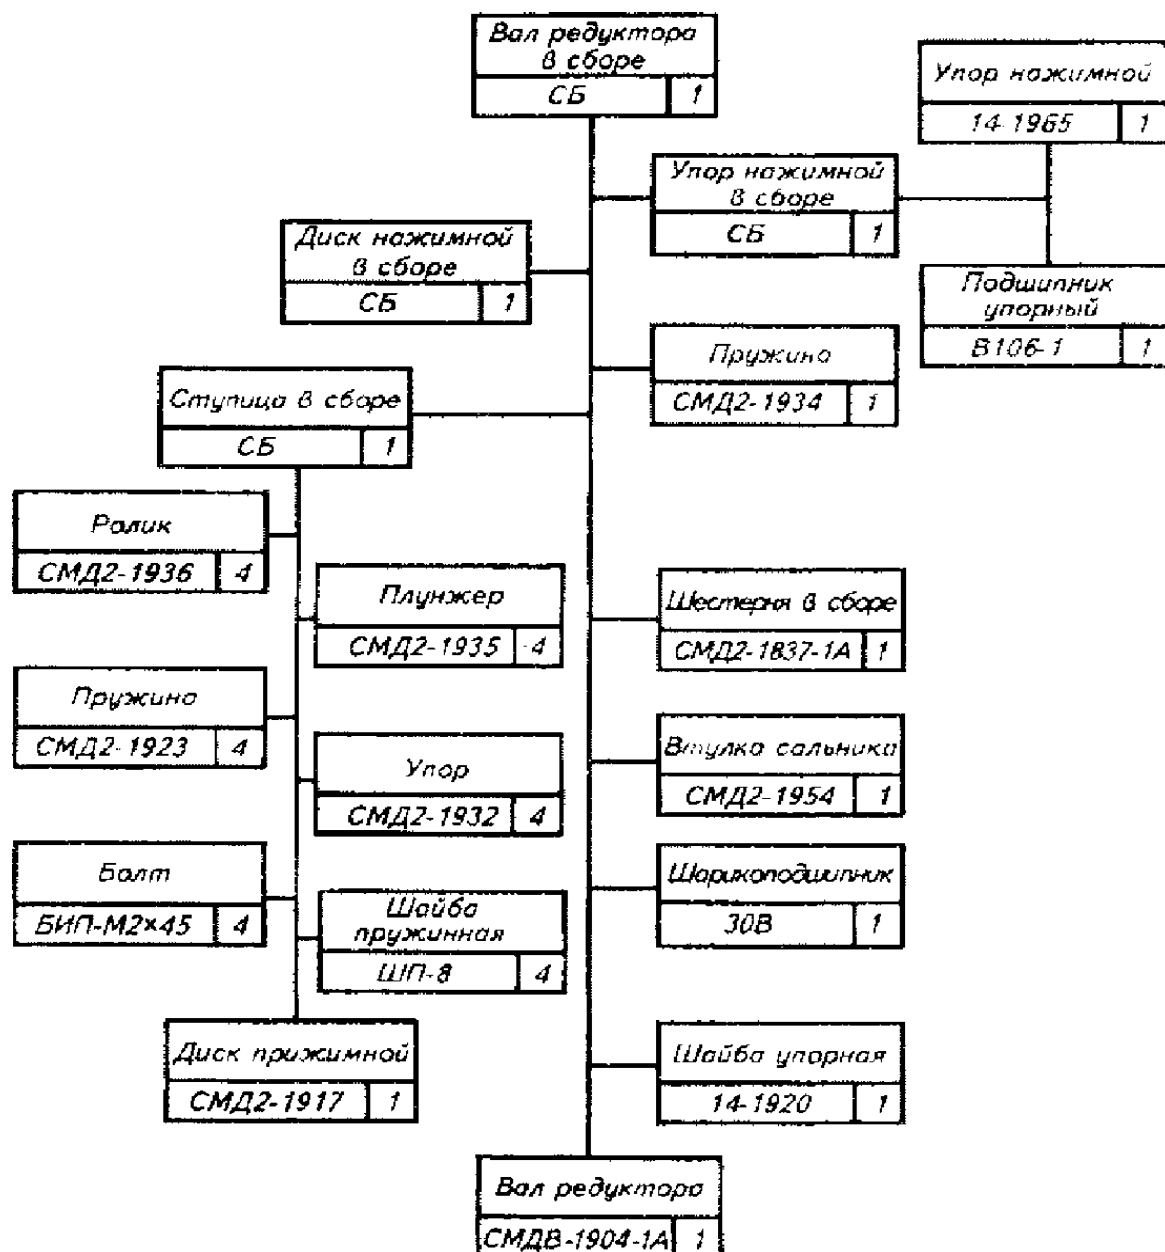 Вал редуктора
в сборе
СБ 1
Упор нажимной
14-1965 1
Упор нажимной
в сборе
СБ 1
Диск нажимной
в сборе
СБ 1
Подшипник
упорный
В106-1 1
Пружина
СМД2-1934 1
Ступица в сборе
СБ 1
Ролик
СМД2-1936 4
Плунжер
СМД2-1935 4
Шестерня в сборе
СМД2-1837-1А 1
Пружина
СМД2-1923 4
Упор
СМД2-1932 4
Втулка сальника
СМД2-1954 1
Болт
БИП-М2×45 4
Шайба
пружинная
ШП-8 4
Шарикоподшипник
30В 1
Диск прижимной
СМД2-1917 1
Шайба упорная
14-1920 1
Вал редуктора
СМДВ-1904-1А 1